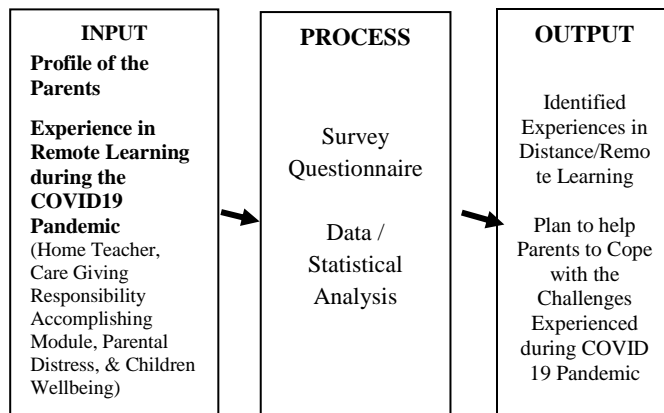 INPUT
Profile of the
Parents
Experience in
Remote Learning
during the
COVID19
Pandemic
(Home Teacher,
Care Giving
Responsibility
Accomplishing
Module, Parental
Distress, & Children
Wellbeing)
PROCESS
Survey
Questionnaire
Data /
Statistical
Analysis
OUTPUT
Identified
Experiences in
Distance/Remo
te Learning
Plan to help
Parents to Cope
with the
Challenges
Experienced
during COVID
19 Pandemic